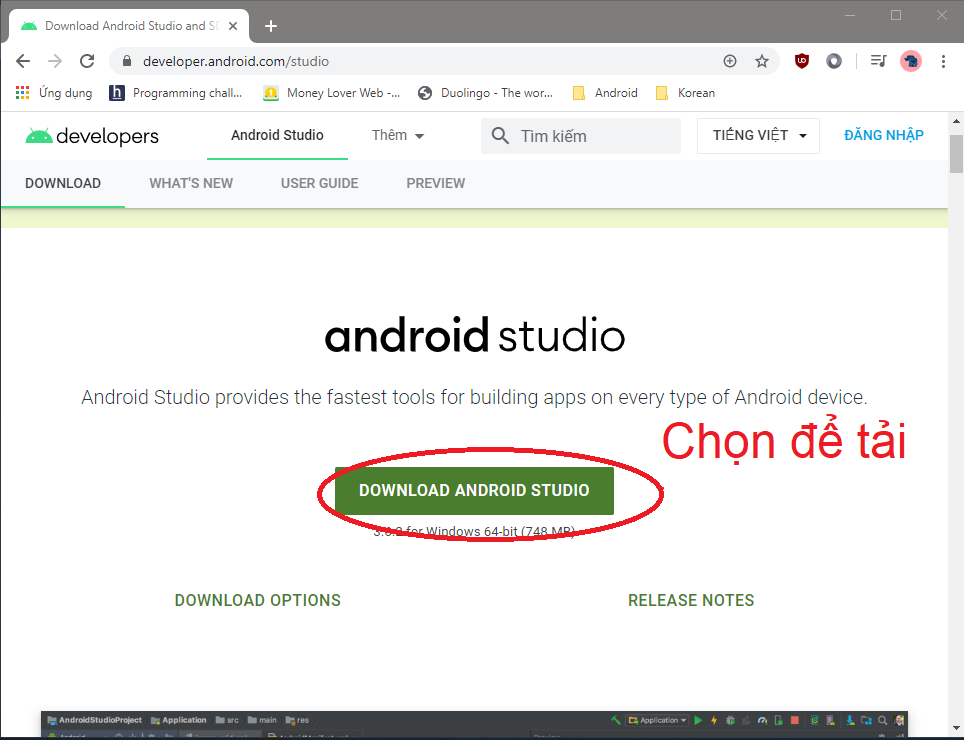 Download Android Studio and S
developer.android.com/studio
Ứng dụng
Programming chall...
Money Lover Web -...
Duolingo - The wor...
Android
Korean
developers
Android Studio
Thêm
Tìm kiếm
TIẾNG VIỆT
ĐĂNG NHẬP
DOWNLOAD
WHAT'S NEW
USER GUIDE
PREVIEW
android studio
Android Studio provides the fastest tools for building apps on every type of Android device.
Chọn để tải
DOWNLOAD ANDROID STUDIO
for Windows 64-bit (748 MB)
DOWNLOAD OPTIONS
RELEASE NOTES
AndroidStudioProject
Application
src
main
res
Application
Android